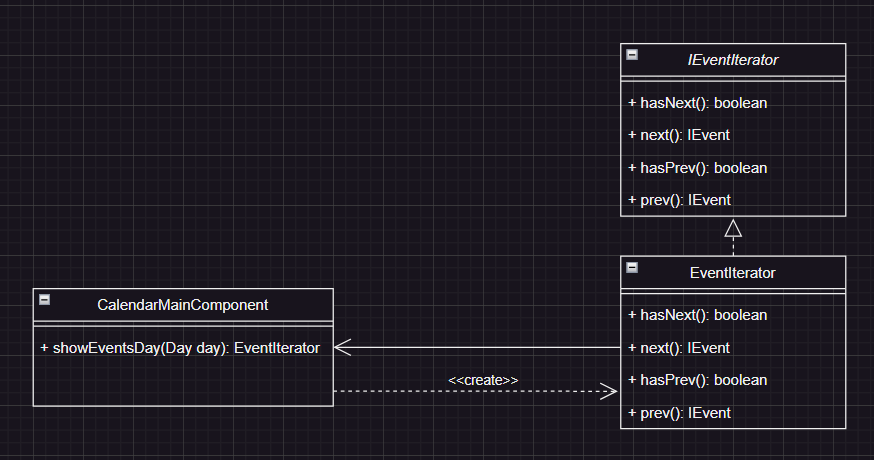 IEventIterator
+ hasNext(): boolean
+ next(): IEvent
+ hasPrev(): boolean
+ prev(): IEvent
EventIterator
+ hasNext(): boolean
+ next(): IEvent
+ hasPrev(): boolean
+ prev(): IEvent
CalendarMainComponent
+ showEventsDay(Day day): EventIterator
<<create>>